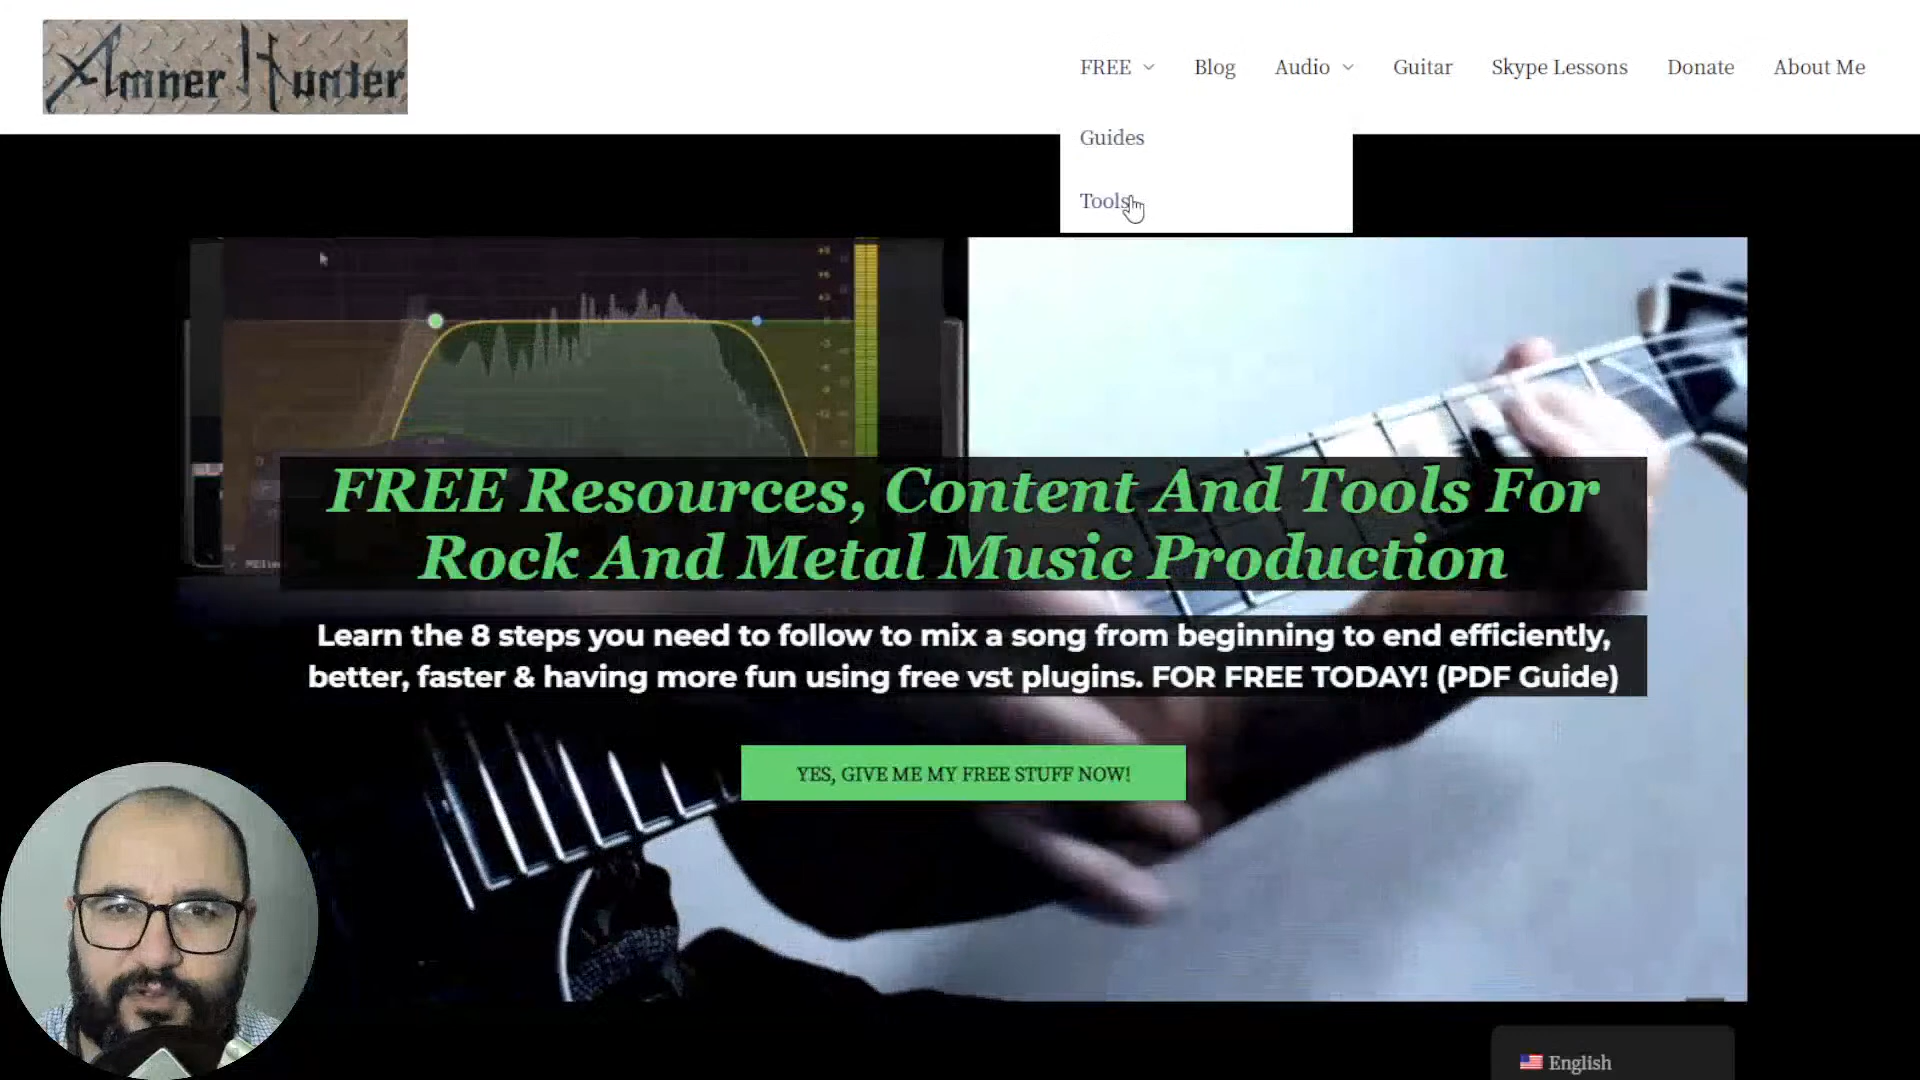 Amner Hunter
FREE
Blog
Audio
Guitar
Skype Lessons
Donate
About Me
Guides
Tools
FREE Resources, Content And Tools For
Rock And Metal Music Production
Learn the 8 steps you need to follow to mix a song from beginning to end efficiently,
better, faster & having more fun using free vst plugins. FOR FREE TODAY! (PDF Guide)
YES, GIVE ME MY FREE STUFF NOW!
English